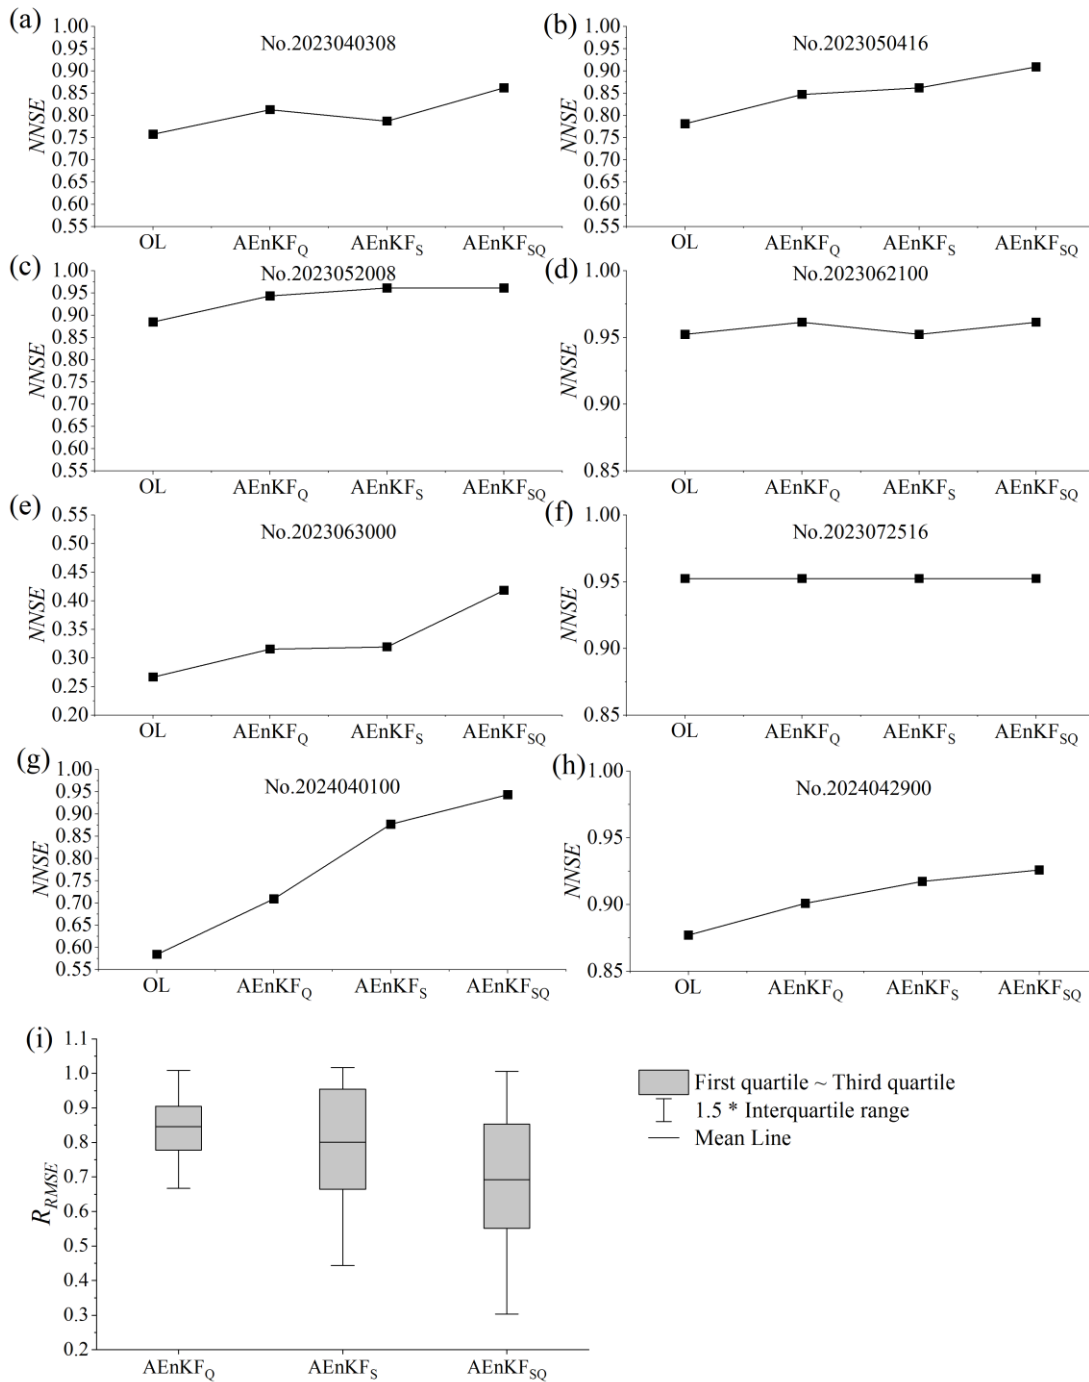 (a)
No.2023040308
NNSE
1.00
0.95
0.90
0.85
0.80
0.75
0.70
0.65
0.60
0.55
OL AEnKFQ AEnKFS AEnKFSQ
(b)
No.2023050416
NNSE
1.00
0.95
0.90
0.85
0.80
0.75
0.70
0.65
0.60
0.55
OL AEnKFQ AEnKFS AEnKFSQ
(c)
No.2023052008
NNSE
1.00
0.95
0.90
0.85
0.80
0.75
0.70
0.65
0.60
0.55
OL AEnKFQ AEnKFS AEnKFSQ
(d)
No.2023062100
NNSE
1.00
0.95
0.90
0.85
OL AEnKFQ AEnKFS AEnKFSQ
(e)
No.2023063000
NNSE
0.55
0.50
0.45
0.40
0.35
0.30
0.25
0.20
OL AEnKFQ AEnKFS AEnKFSQ
(f)
No.2023072516
NNSE
1.00
0.95
0.90
0.85
OL AEnKFQ AEnKFS AEnKFSQ
(g)
No.2024040100
NNSE
1.00
0.95
0.90
0.85
0.80
0.75
0.70
0.65
0.60
0.55
OL AEnKFQ AEnKFS AEnKFSQ
(h)
No.2024042900
NNSE
1.00
0.95
0.90
0.85
OL AEnKFQ AEnKFS AEnKFSQ
(i)
RRMSE
1.1
1.0
0.9
0.8
0.7
0.6
0.5
0.4
0.3
0.2
AEnKFQ AEnKFS AEnKFSQ
First quartile ~ Third quartile
1.5 * Interquartile range
Mean Line